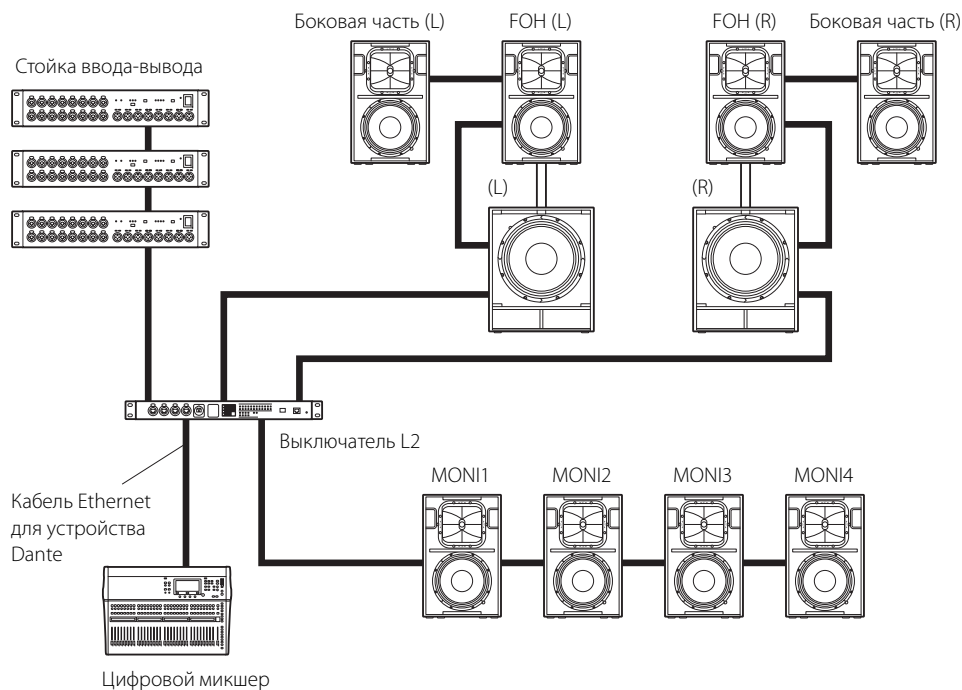 Боковая часть (L)
FOH (L)
FOH (R)
Боковая часть (R)
Стойка ввода-вывода
(L)
(R)
Выключатель L2
MONI1
MONI2
MONI3
MONI4
Кабель Ethernet
для устройства
Dante
Цифровой микшер